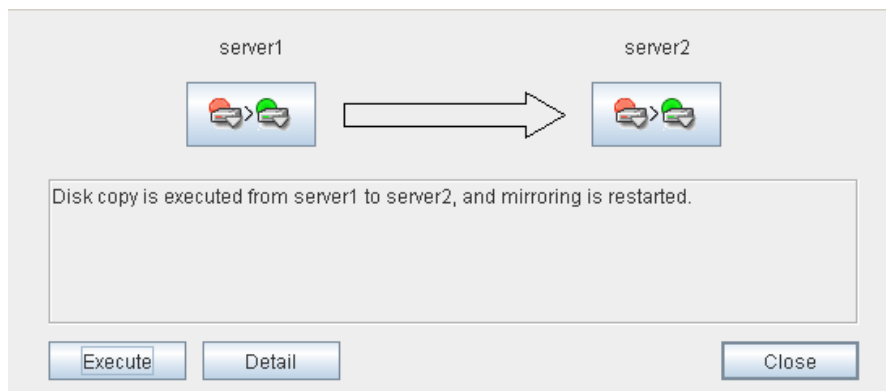 server1
server2
>
>
Disk copy is executed from server1 to server2, and mirroring is restarted.
Execute
Detail
Close